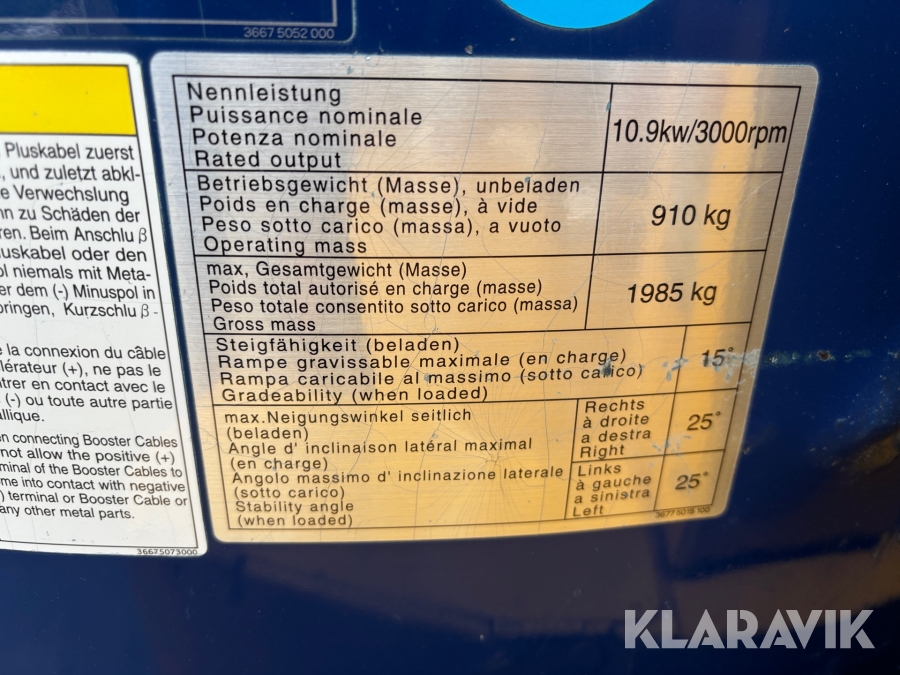 3667 5052 000
Pluskabel zuerst
, und zuletzt abkl-
e Verwechslung
nn zu Schäden der
ren. Beim Anschlu β
uskabel oder den
ol niemals mit Meta-
er dem (-) Minuspol in
bringen, Kurzschlu β -
e la connexion du câble
lérateur (+), ne pas le
trer en contact avec le
(-) ou toute autre partie
allique.
en connecting Booster Cables
not allow the positive (+)
minal of the Booster Cables to
me into contact with negative
) terminal or Booster Cable or
any other metal parts.
36675073000
Nennleistung
Puissance nominale
Potenza nominale
Rated output
10.9kw/3000rpm
Betriebsgewicht (Masse), unbeladen
Poids en charge (masse), à vide
Peso sotto carico (massa), a vuoto
Operating mass
910 kg
max, Gesamtgewicht (Masse)
Poids total autorisé en charge (masse)
Peso totale consentito sotto carico (massa)
Gross mass
1985 kg
Steigfähigkeit (beladen)
Rampe gravissable maximale (en charge)
Rampa caricabile al massimo (sotto carico)
Gradeability (when loaded)
15°
max.Neigungswinkel seitlich
(beladen)
Angle d' inclinaison latéral maximal
(en charge)
Angolo massimo d' inclinazione laterale
(sotto carico)
Stability angle
(when loaded)
Rechts
à droite
a destra
Right
25°
Links
à gauche
a sinistra
Left
25°
3677 5018 100
KLARAVIK